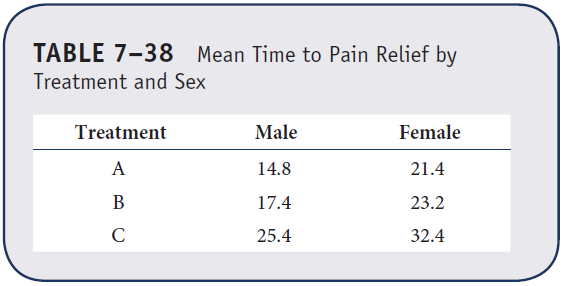 TABLE 7–38 Mean Time to Pain Relief by
Treatment and Sex
Treatment Male Female
A 14.8 21.4
B 17.4 23.2
C 25.4 32.4